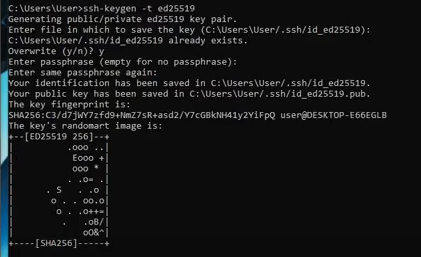 C:\Users\User>ssh-keygen -t ed25519
Generating public/private ed25519 key pair.
Enter file in which to save the key (C:\Users\User/.ssh/id_ed25519):
C:\Users\User/.ssh/id_ed25519 already exists.
Overwrite (y/n)? y
Enter passphrase (empty for no passphrase):
Enter same passphrase again:
Your identification has been saved in C:\Users\User/.ssh/id_ed25519.
Your public key has been saved in C:\Users\User/.ssh/id_ed25519.pub.
The key fingerprint is:
SHA256:C3/d7jWY7zfd9+NmZ7sR+asd2/Y7cGBkNH41y2YiFpQ user@DESKTOP-E66EGLB
The key's randomart image is:
+--[ED25519 256]--+
|          .ooo ..|
|           Eooo +|
|           ooo * |
|          . .o= .|
|      . S   . .o |
|       o . . oo.o|
|        o . .o++=|
|         .   .oB/|
|             oO&^|
+----[SHA256]-----+